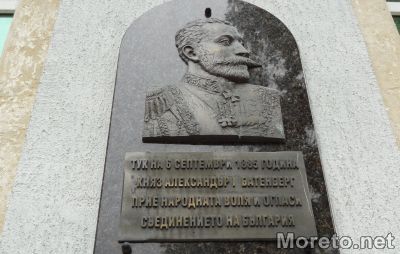 ТУК НА 6 СЕПТЕМВРИ 1885 ГОДИНА
КНЯЗ АЛЕКСАНДЪР I БАТЕНБЕРГ
ПРИЕ НАРОДНАТА ВОЛЯ И ОГЛАСИ
СЪЕДИНЕНИЕТО НА БЪЛГАРИЯ
Moreto.net